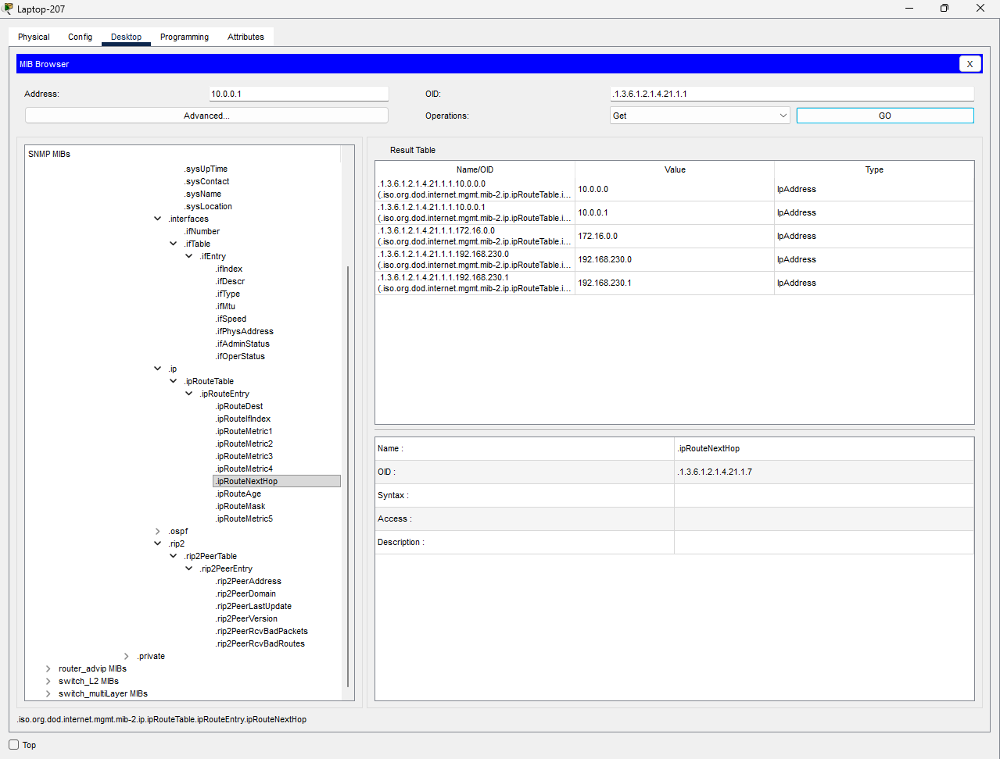 Laptop-207
Physical Config Desktop Programming Attributes
MIB Browser X
Address: 10.0.0.1 OID: .1.3.6.1.2.1.4.21.1.1
Advanced... Operations: Get GO
SNMP MIBs
.sysUpTime
.sysContact
.sysName
.sysLocation
.interfaces
.ifNumber
.ifTable
.ifEntry
.ifIndex
.ifDescr
.ifType
.ifMtu
.ifSpeed
.ifPhysAddress
.ifAdminStatus
.ifOperStatus
.ip
.ipRouteTable
.ipRouteEntry
.ipRouteDest
.ipRouteIfIndex
.ipRouteMetric1
.ipRouteMetric2
.ipRouteMetric3
.ipRouteMetric4
.ipRouteNextHop
.ipRouteAge
.ipRouteMask
.ipRouteMetric5
.ospf
.rip2
.rip2PeerTable
.rip2PeerEntry
.rip2PeerAddress
.rip2PeerDomain
.rip2PeerLastUpdate
.rip2PeerVersion
.rip2PeerRcvBadPackets
.rip2PeerRcvBadRoutes
.private
router_advip MIBs
switch_L2 MIBs
switch_multiLayer MIBs
Result Table
Name/OID Value Type
.1.3.6.1.2.1.4.21.1.1.10.0.0.0
(.iso.org.dod.internet.mgmt.mib-2.ip.ipRouteTable.i... 10.0.0.0 IpAddress
.1.3.6.1.2.1.4.21.1.1.10.0.0.1
(.iso.org.dod.internet.mgmt.mib-2.ip.ipRouteTable.i... 10.0.0.1 IpAddress
.1.3.6.1.2.1.4.21.1.1.172.16.0.0
(.iso.org.dod.internet.mgmt.mib-2.ip.ipRouteTable.i... 172.16.0.0 IpAddress
.1.3.6.1.2.1.4.21.1.1.192.168.230.0
(.iso.org.dod.internet.mgmt.mib-2.ip.ipRouteTable.i... 192.168.230.0 IpAddress
.1.3.6.1.2.1.4.21.1.1.192.168.230.1
(.iso.org.dod.internet.mgmt.mib-2.ip.ipRouteTable.i... 192.168.230.1 IpAddress
Name : .ipRouteNextHop
OID : .1.3.6.1.2.1.4.21.1.7
Syntax :
Access :
Description :
.iso.org.dod.internet.mgmt.mib-2.ip.ipRouteTable.ipRouteEntry.ipRouteNextHop
Top